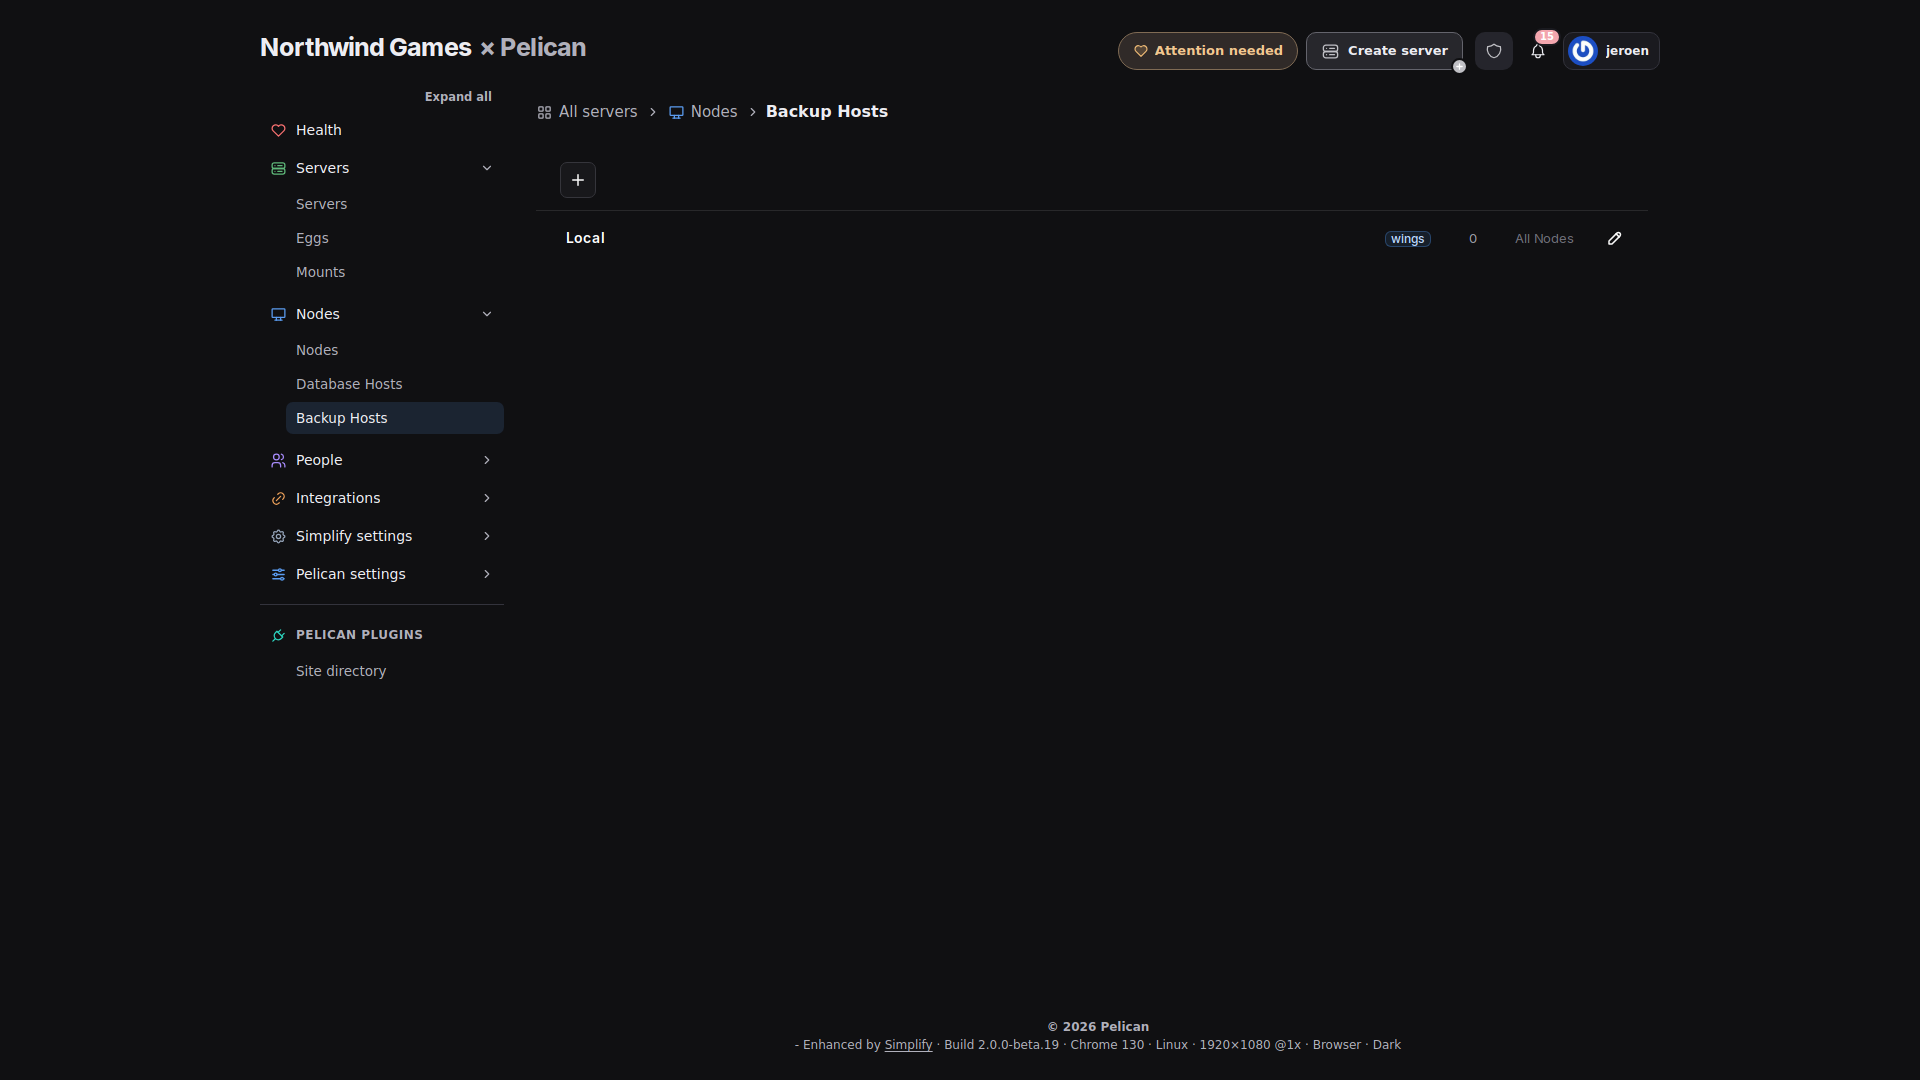 Northwind Games × Pelican
Attention needed
Create server
15
jeroen
Expand all
Health
Servers
Servers
Eggs
Mounts
Nodes
Nodes
Database Hosts
Backup Hosts
People
Integrations
Simplify settings
Pelican settings
PELICAN PLUGINS
Site directory
All servers > Nodes > Backup Hosts
Local wings 0 All Nodes
© 2026 Pelican
- Enhanced by Simplify · Build 2.0.0-beta.19 · Chrome 130 · Linux · 1920×1080 @1x · Browser · Dark